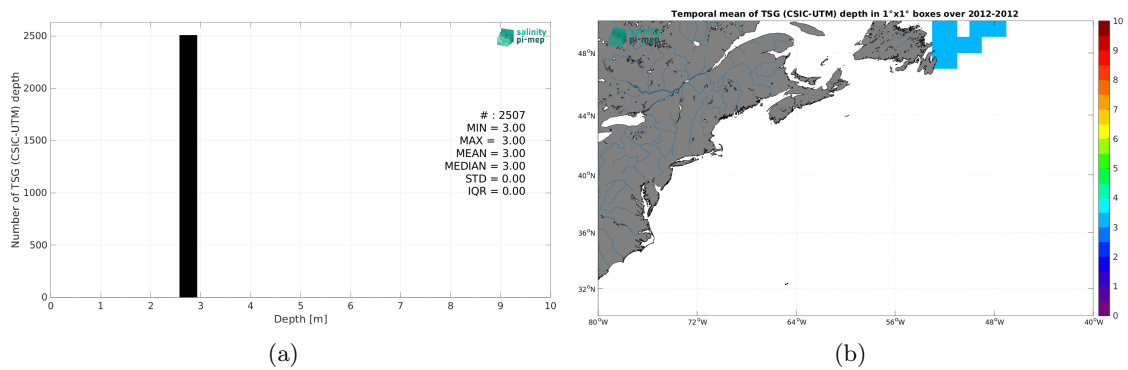 2500
2000
1500
1000
500
0
Number of TSG (CSIC-UTM) depth
salinity
pi-mep
# : 2507
MIN = 3.00
MAX = 3.00
MEAN = 3.00
MEDIAN = 3.00
STD = 0.00
IQR = 0.00
0 1 2 3 4 5 6 7 8 9 10
Depth [m]
(a)
Temporal mean of TSG (CSIC-UTM) depth in 1°x1° boxes over 2012-2012
salinity
pi-mep
48°N
44°N
40°N
36°N
32°N
80°W 72°W 64°W 56°W 48°W 40°W
10
9
8
7
6
5
4
3
2
1
0
(b)